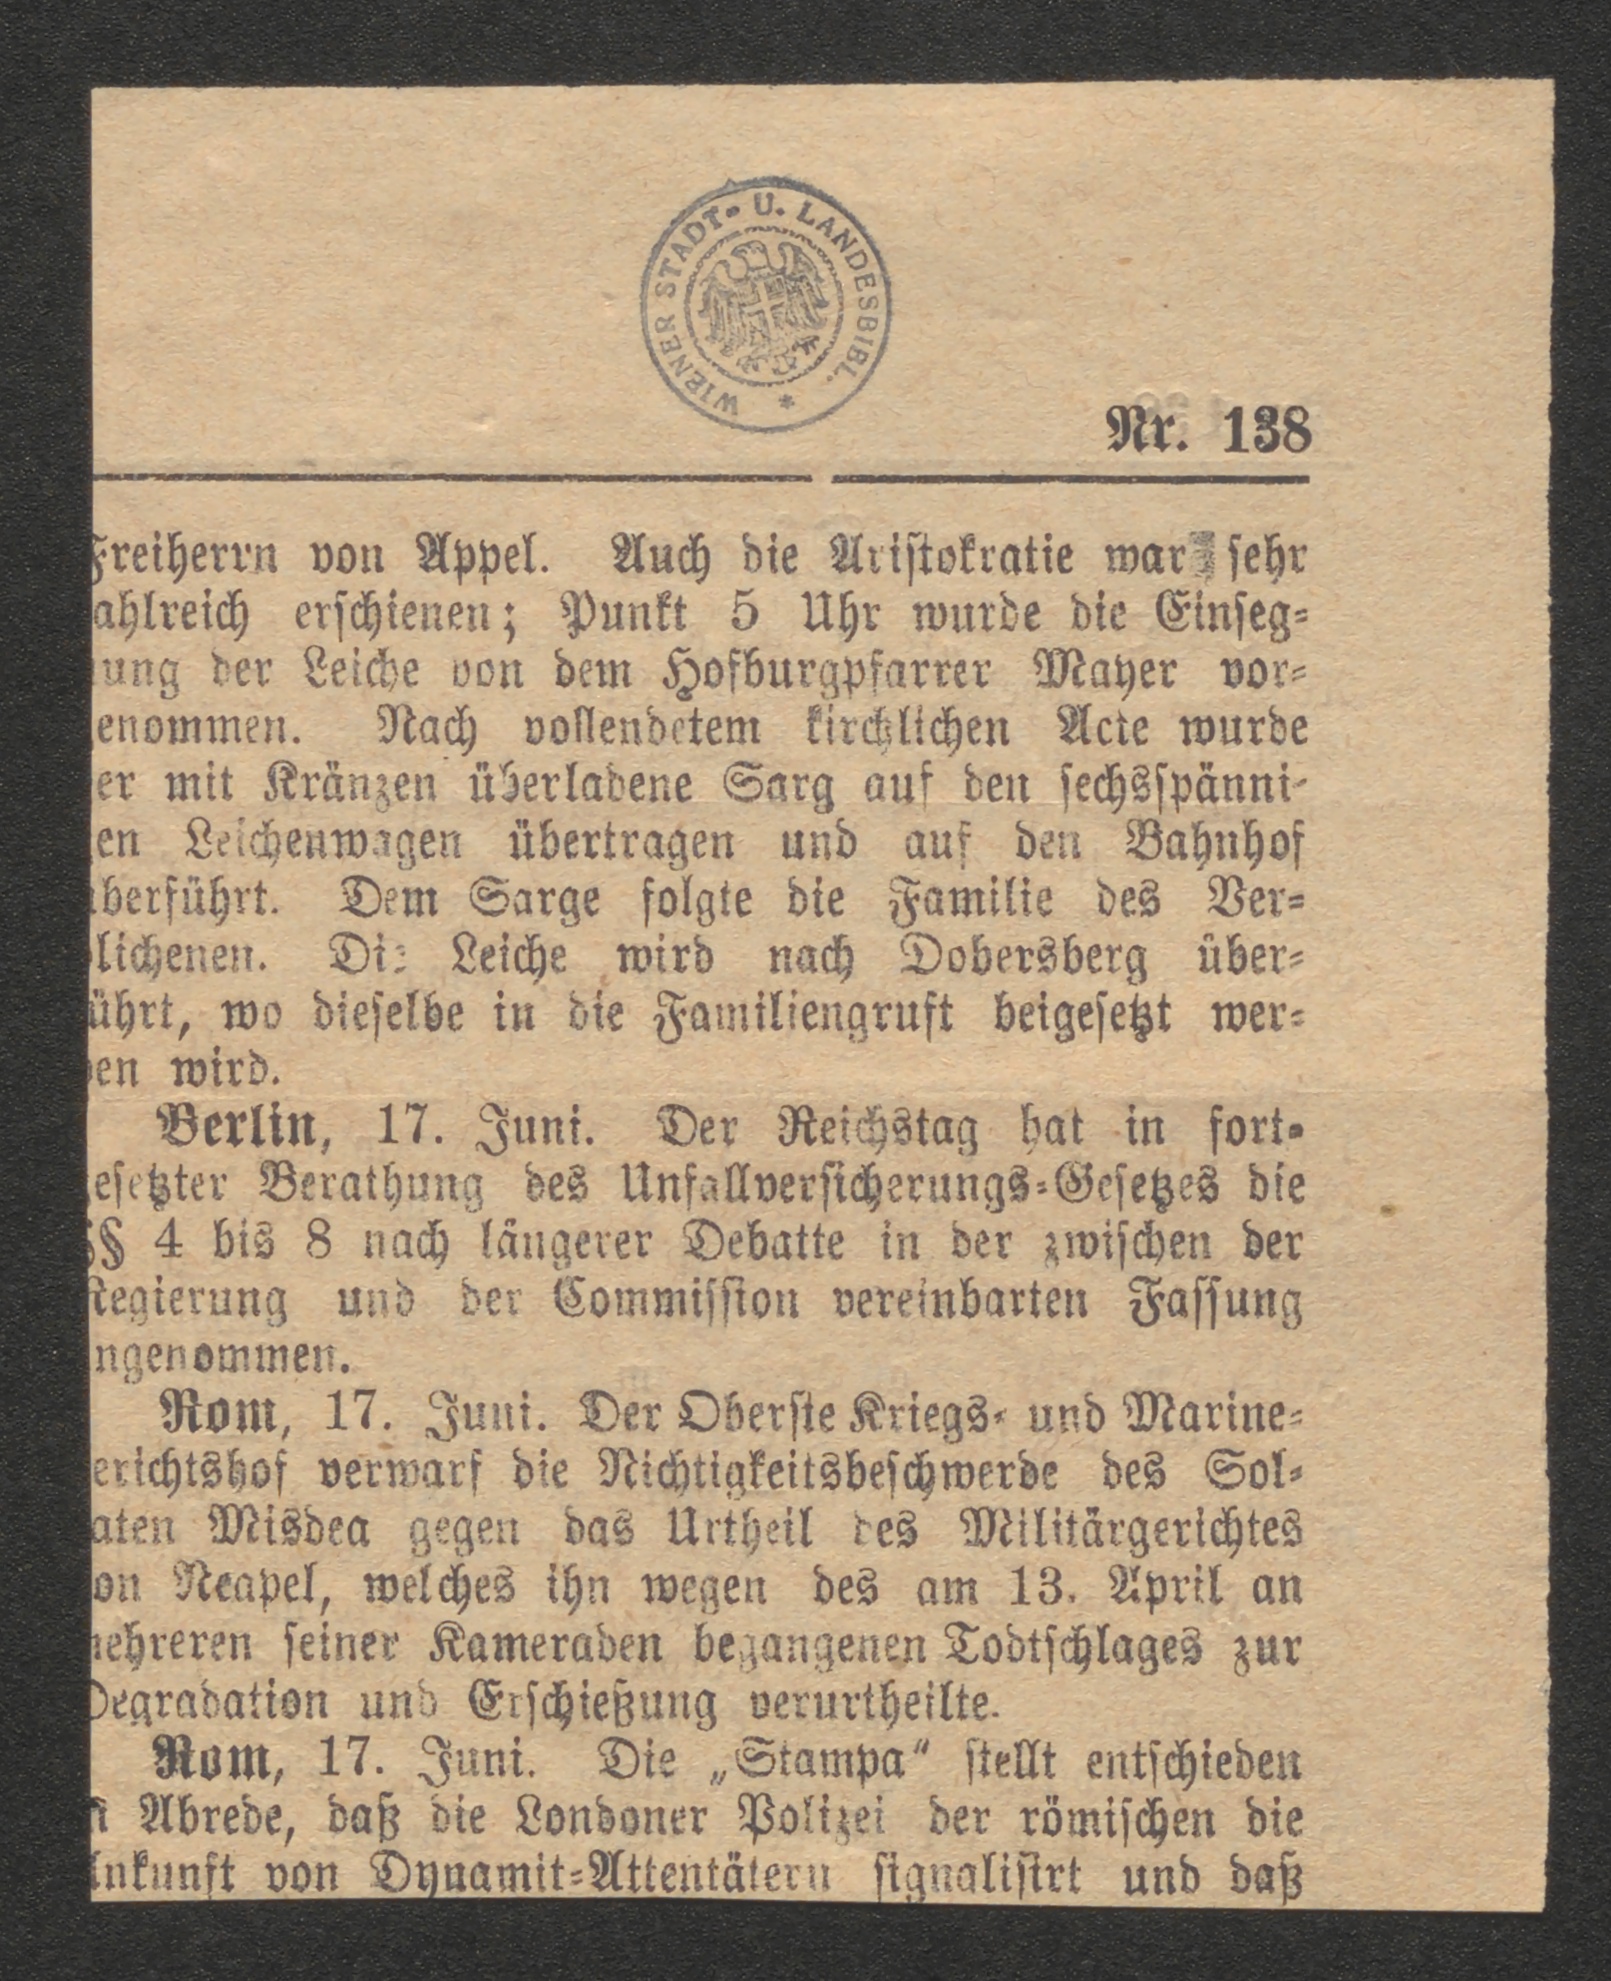 WIENER STADT- U. LANDESBIBL. *
Nr. 138
Freiherrn von Appel. Auch die Aristokratie war sehr
ahlreich erschienen; Punkt 5 Uhr wurde die Einseg-
ung der Leiche von dem Hofburgpfarrer Mayer vor-
enommen. Nach vollendetem kirchlichen Acte wurde
er mit Kränzen überladene Sarg auf den sechsspänni-
en Leichenwagen übertragen und auf den Bahnhof
überführt. Dem Sarge folgte die Familie des Ver-
blichenen. Die Leiche wird nach Dobersberg über-
ührt, wo dieselbe in die Familiengruft beigesetzt wer-
den wird.
Berlin, 17. Juni. Der Reichstag hat in fort-
esetzter Berathung des Unfallversicherungs-Gesetzes die
§§ 4 bis 8 nach längerer Debatte in der zwischen der
Regierung und der Commission vereinbarten Fassung
ngenommen.
Rom, 17. Juni. Der Oberste Kriegs- und Marine-
erichtshof verwarf die Nichtigkeitsbeschwerde des Sol-
aten Misdea gegen das Urtheil des Militärgerichtes
on Neapel, welches ihn wegen des am 13. April an
mehreren seiner Kameraden begangenen Todtschlages zur
Degradation und Erschießung verurtheilte.
Rom, 17. Juni. Die „Stampa“ stellt entschieden
n Abrede, daß die Londoner Polizei der römischen die
Ankunft von Dynamit-Attentätern signalisirt und daß